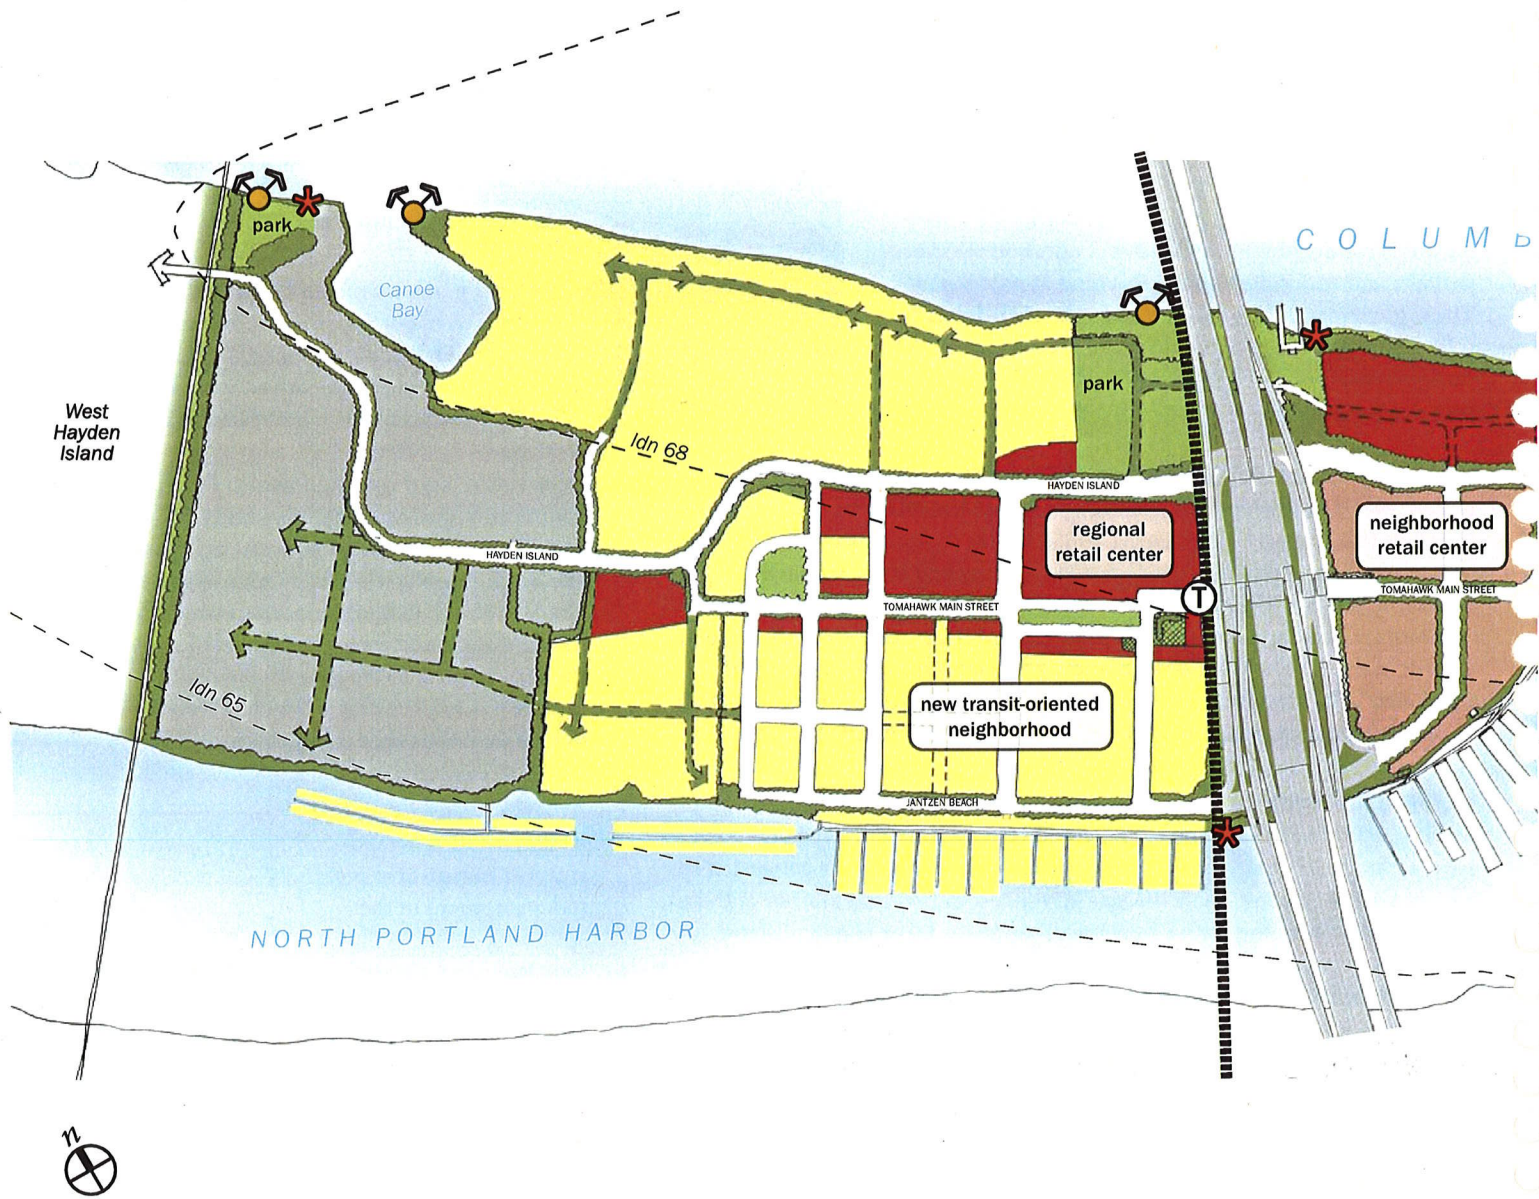 park
COLUMB
Canoe
Bay
park
West
Hayden
Island
ldn 68
HAYDEN ISLAND
regional
retail center
neighborhood
retail center
HAYDEN ISLAND
TOMAHAWK MAIN STREET
T
TOMAHAWK MAIN STREET
ldn 65
new transit-oriented
neighborhood
JANTZEN BEACH
NORTH PORTLAND HARBOR
n